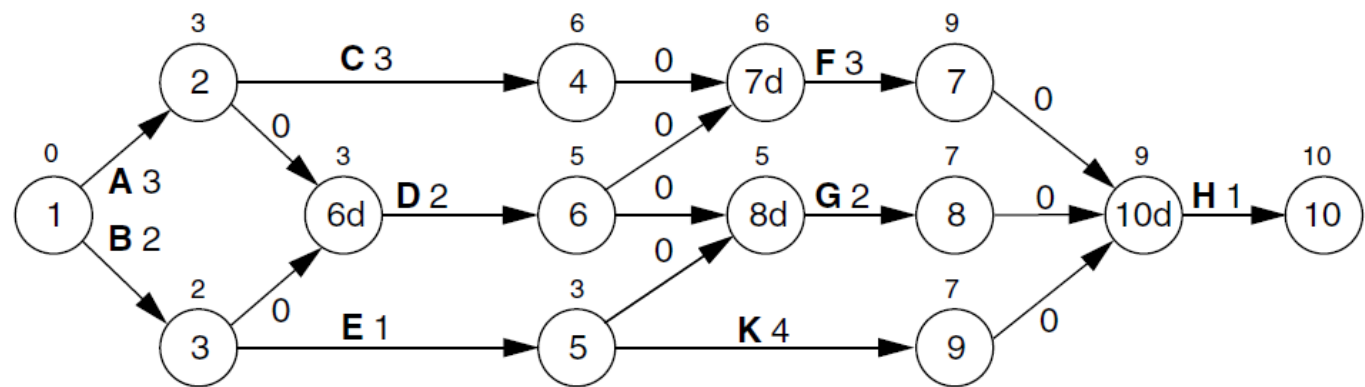 3 6 6 9
2 C 3 4 0 7d F 3 7
0 0 0
0 3 5 5 7 9 10
A 3 D 2 0 G 2 0 H 1
1 6d 6 8d 8 10d 10
B 2
2 0 3 0 7 0
3 E 1 5 K 4 9